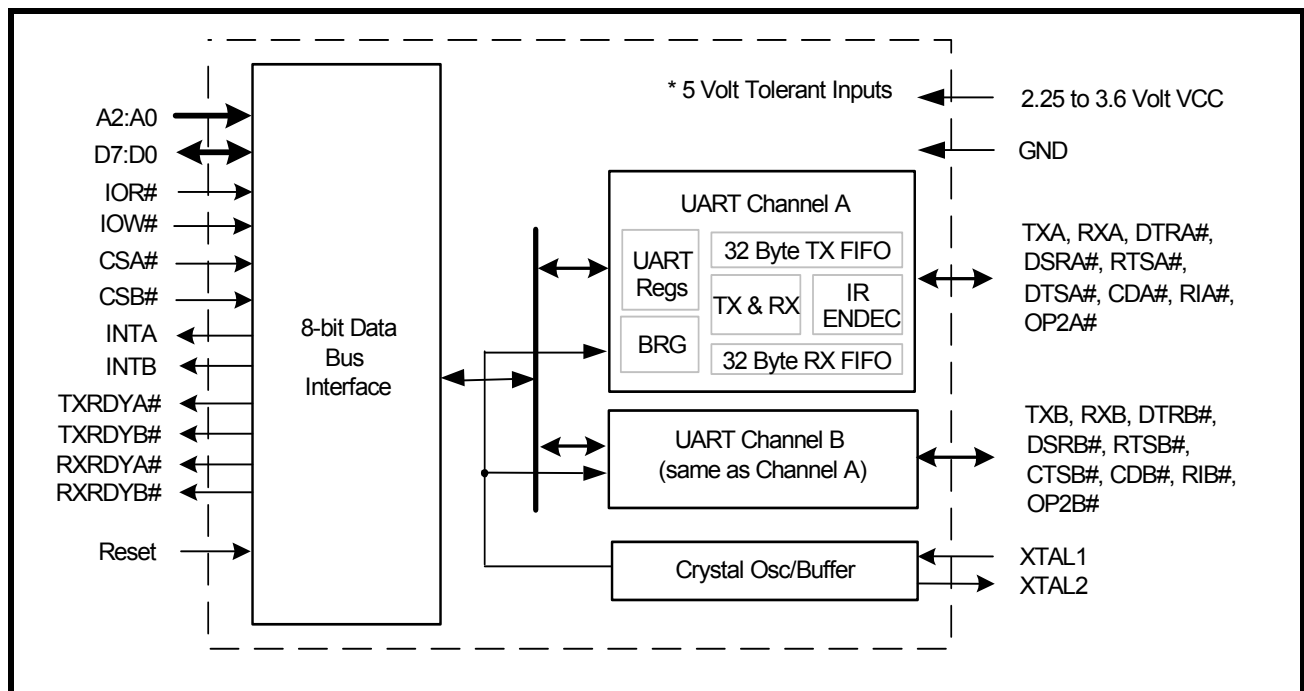 * 5 Volt Tolerant Inputs
2.25 to 3.6 Volt VCC
GND
A2:A0
D7:D0
IOR#
IOW#
CSA#
CSB#
INTA
INTB
TXRDYA#
TXRDYB#
RXRDYA#
RXRDYB#
Reset
8-bit Data
Bus
Interface
UART Channel A
UART
Regs
BRG
32 Byte TX FIFO
TX & RX
IR
ENDEC
32 Byte RX FIFO
TXA, RXA, DTRA#,
DSRA#, RTSA#,
DTSA#, CDA#, RIA#,
OP2A#
UART Channel B
(same as Channel A)
TXB, RXB, DTRB#,
DSRB#, RTSB#,
CTSB#, CDB#, RIB#,
OP2B#
Crystal Osc/Buffer
XTAL1
XTAL2